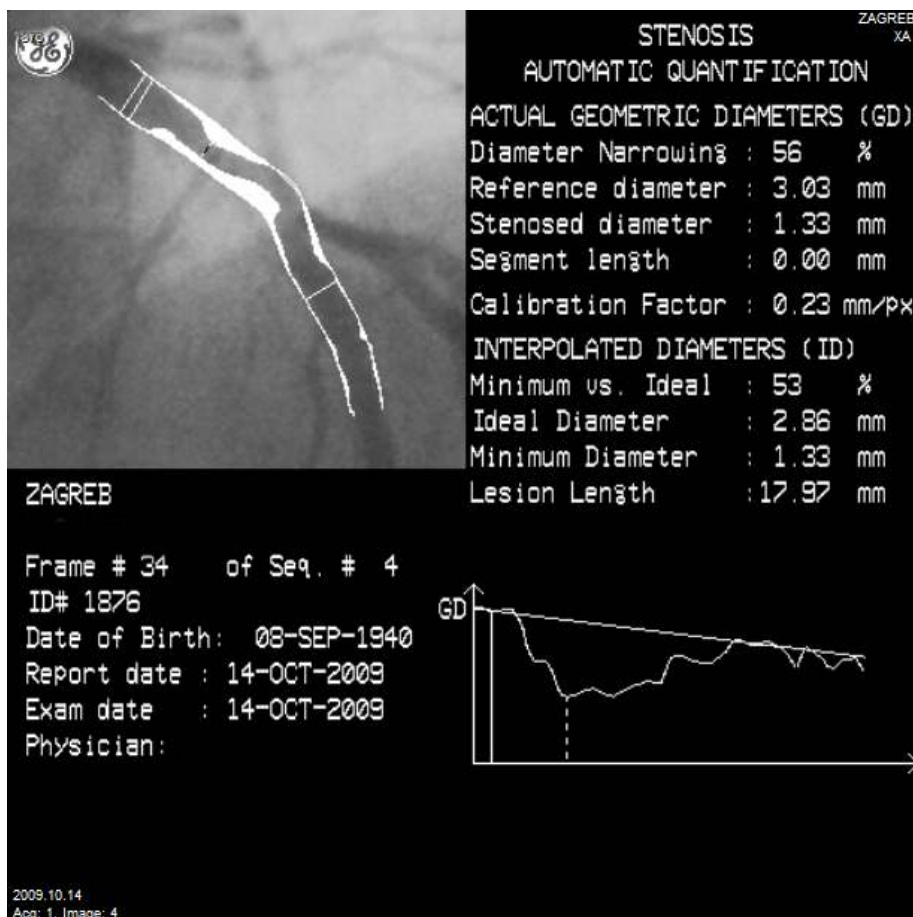 ZAGREB
XA
STENOSIS
AUTOMATIC QUANTIFICATION
ACTUAL GEOMETRIC DIAMETERS (GD)
Diameter Narrowing : 56 %
Reference diameter : 3.03 mm
Stenosed diameter : 1.33 mm
Segment length : 0.00 mm
Calibration Factor : 0.23 mm/px
INTERPOLATED DIAMETERS (ID)
Minimum vs. Ideal : 53 %
Ideal Diameter : 2.86 mm
Minimum Diameter : 1.33 mm
Lesion Length :17.97 mm
ZAGREB
Frame # 34 of Seq. # 4
ID# 1876
Date of Birth: 08-SEP-1940
Report date : 14-OCT-2009
Exam date : 14-OCT-2009
Physician:
GD
2009.10.14
Acq: 1, Image: 4